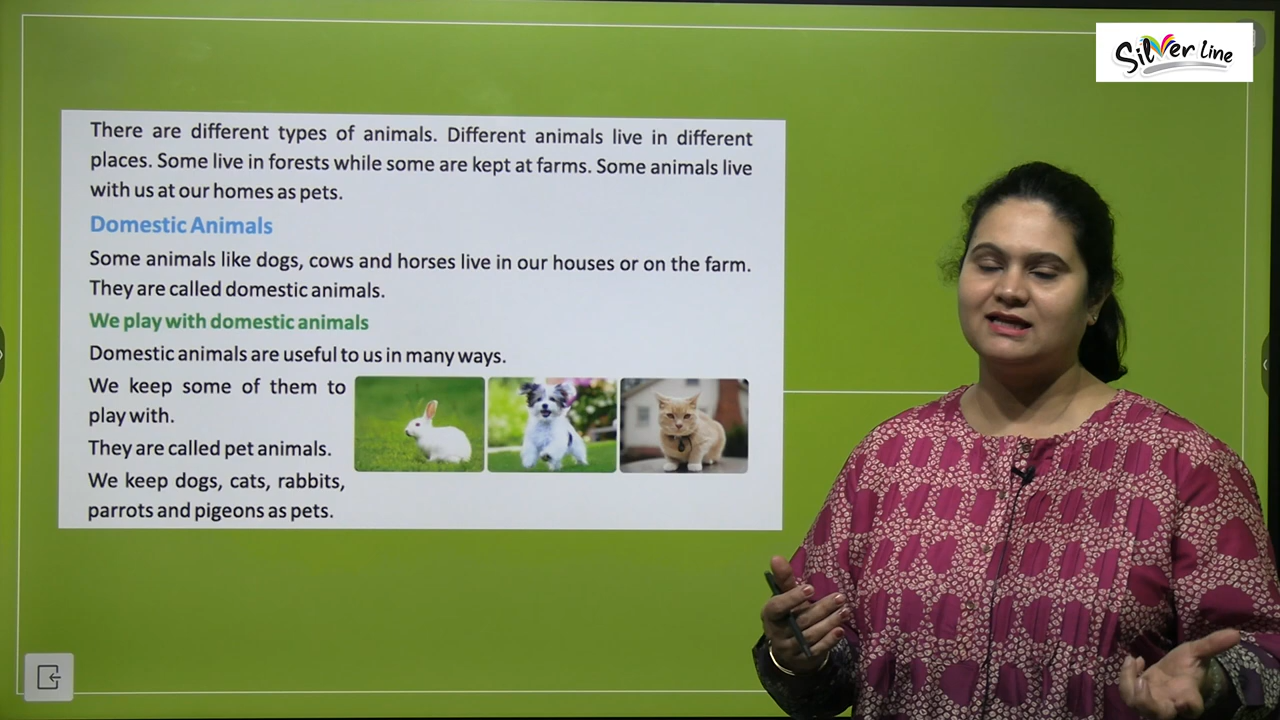 Silver line
There are different types of animals. Different animals live in different
places. Some live in forests while some are kept at farms. Some animals live
with us at our homes as pets.
Domestic Animals
Some animals like dogs, cows and horses live in our houses or on the farm.
They are called domestic animals.
We play with domestic animals
Domestic animals are useful to us in many ways.
We keep some of them to
play with.
They are called pet animals.
We keep dogs, cats, rabbits,
parrots and pigeons as pets.